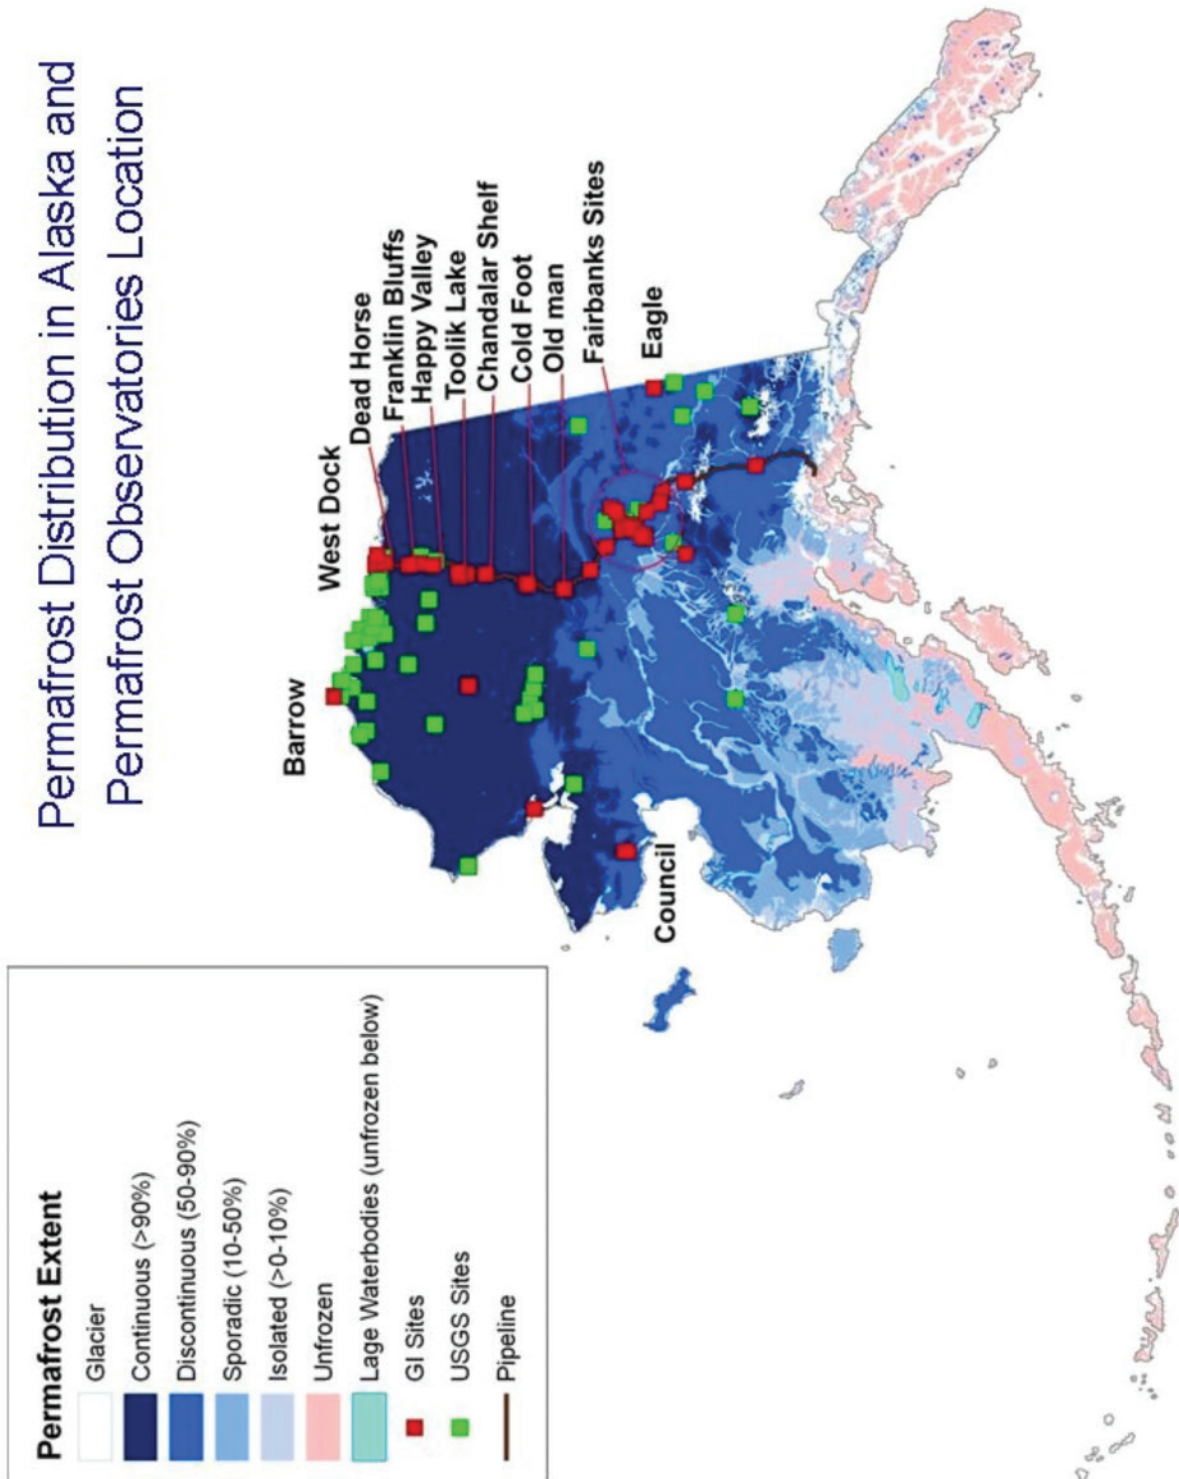 Permafrost Distribution in Alaska and
Permafrost Observatories Location
Permafrost Extent
Glacier
Continuous (>90%)
Discontinuous (50-90%)
Sporadic (10-50%)
Isolated (>0-10%)
Unfrozen
Lage Waterbodies (unfrozen below)
GI Sites
USGS Sites
Pipeline
Barrow
West Dock
Dead Horse
Franklin Bluffs
Happy Valley
Toolik Lake
Chandalar Shelf
Cold Foot
Old man
Fairbanks Sites
Eagle
Council